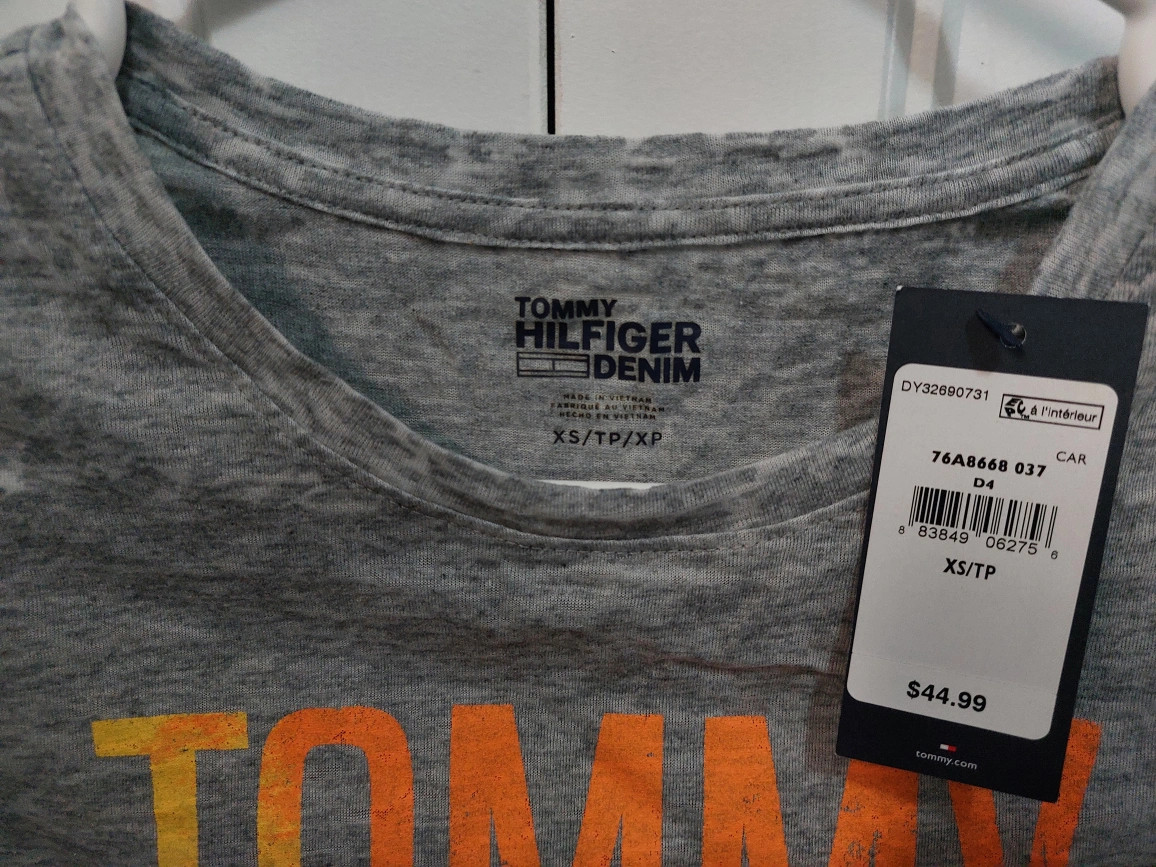 TOMMY
HILFIGER
DENIM
MADE IN VIETNAM
FABRIQUÉ AU VIETNAM
HECHO EN VIETNAM
XS/TP/XP
DY32690731
à l'intérieur
CAR
76A8668 037
D4
8 83849 06275 6
XS/TP
$44.99
tommy.com
TOMMY